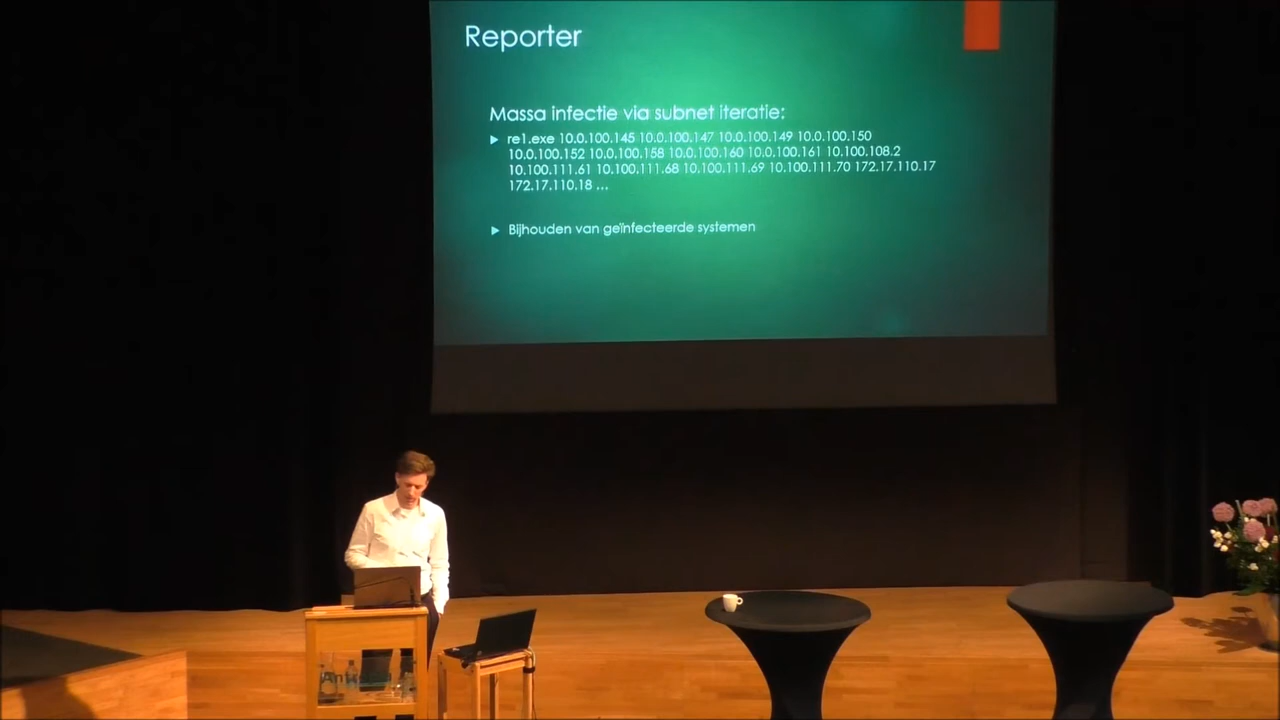 Reporter
Massa infectie via subnet iteratie:
re1.exe 10.0.100.145 10.0.100.147 10.0.100.149 10.0.100.150
10.0.100.152 10.0.100.158 10.0.100.160 10.0.100.161 10.100.108.2
10.100.111.61 10.100.111.68 10.100.111.69 10.100.111.70 172.17.110.17
172.17.110.18 ...
Bijhouden van geïnfecteerde systemen